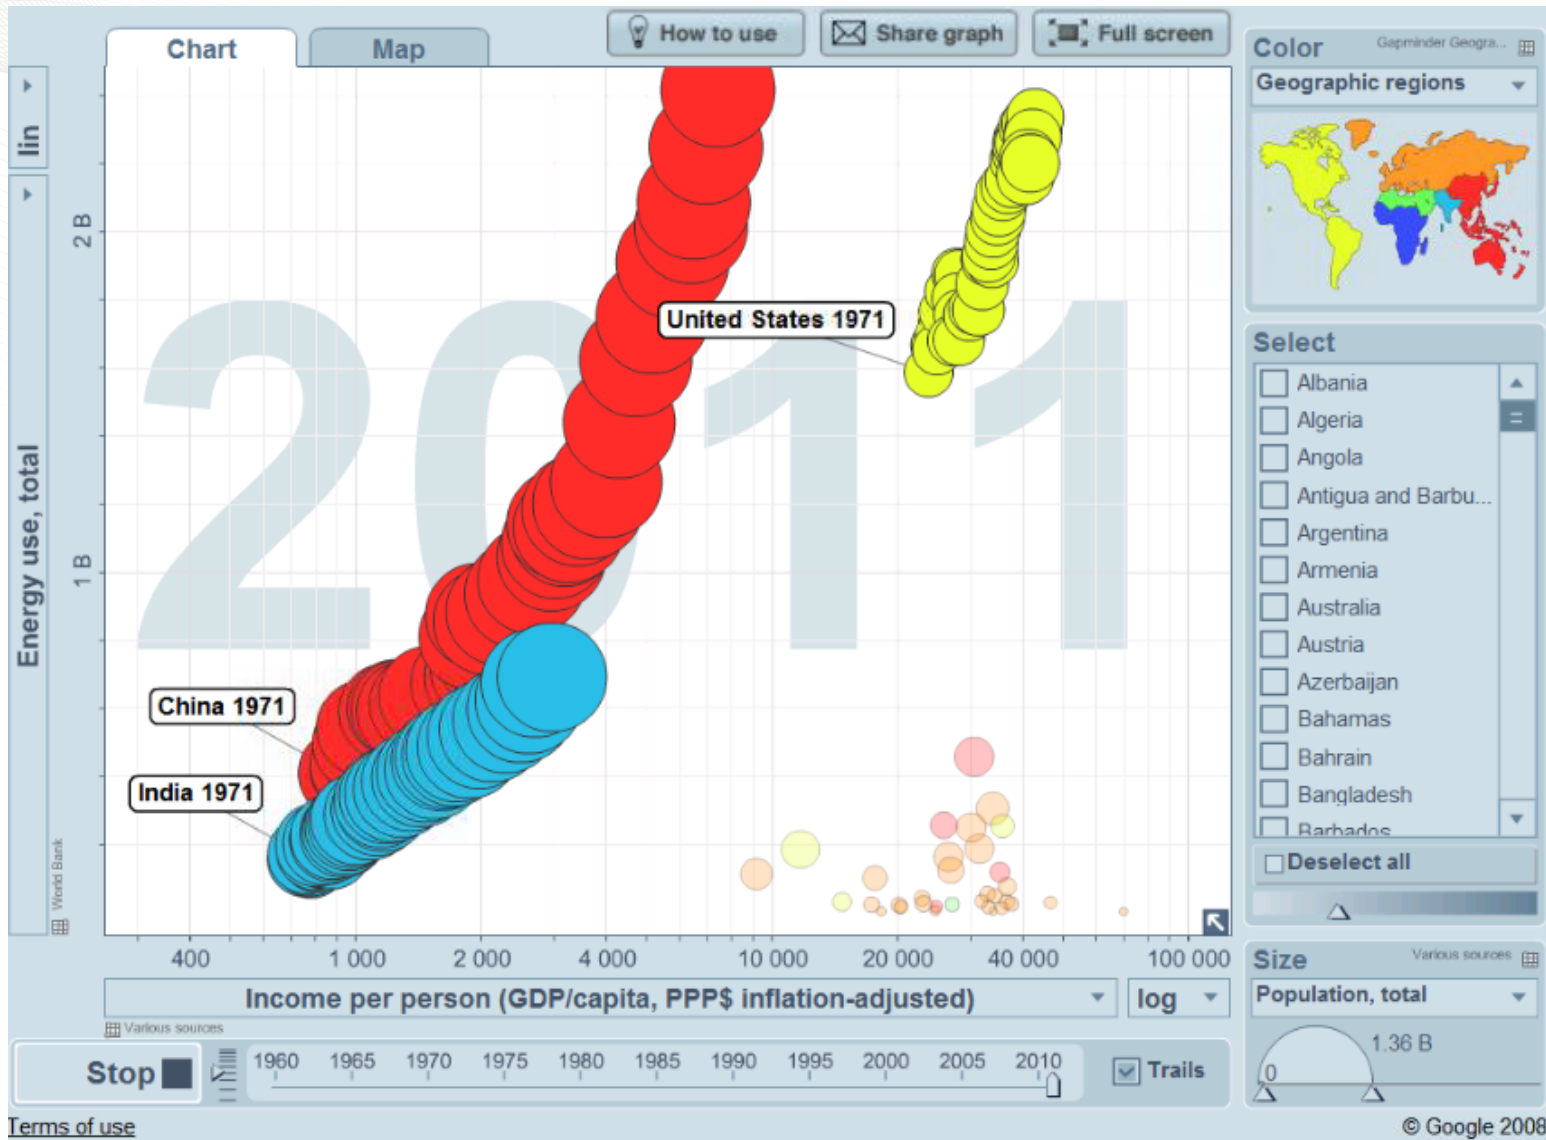 Chart
Map
How to use
Share graph
Full screen
Color
Gapminder Geogra...
Geographic regions
lin
Energy use, total
World Bank
2 B
1 B
2011
United States 1971
China 1971
India 1971
Select
Albania
Algeria
Angola
Antigua and Barbu...
Argentina
Armenia
Australia
Austria
Azerbaijan
Bahamas
Bahrain
Bangladesh
Barbados
Deselect all
400 1 000 2 000 4 000 10 000 20 000 40 000 100 000
Income per person (GDP/capita, PPP$ inflation-adjusted)
log
Various sources
Size
Various sources
Population, total
1.36 B
0
Stop
1960 1965 1970 1975 1980 1985 1990 1995 2000 2005 2010
Trails
Terms of use
© Google 2008